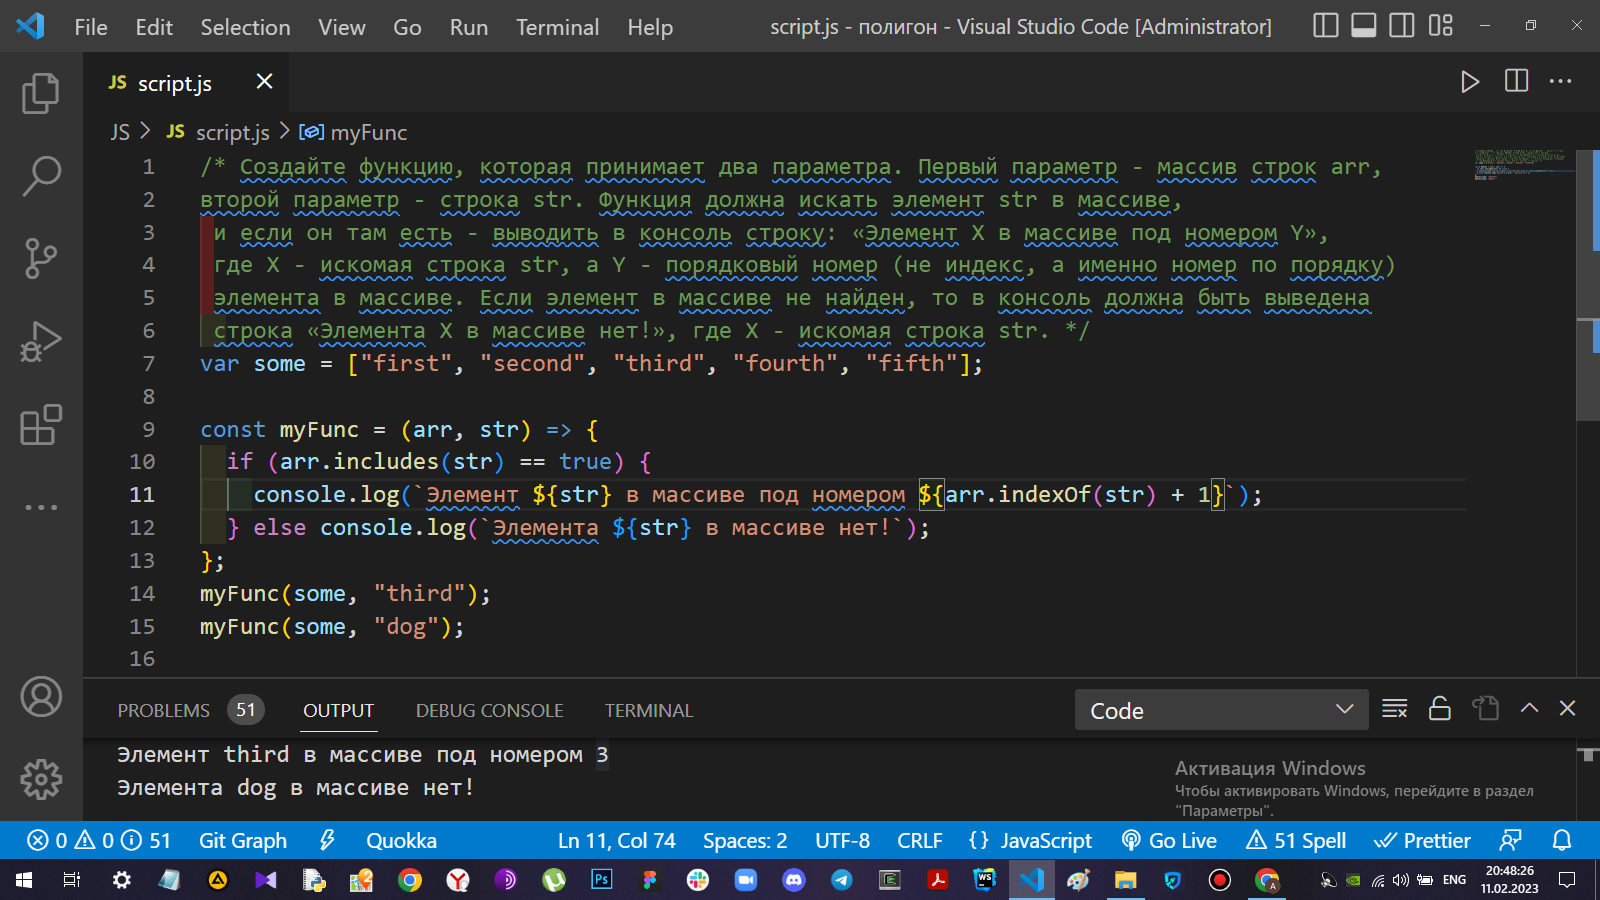 File Edit Selection View Go Run Terminal Help script.js - полигон - Visual Studio Code [Administrator]
JS script.js
JS > JS script.js > myFunc
1 /* Создайте функцию, которая принимает два параметра. Первый параметр - массив строк arr,
2 второй параметр - строка str. Функция должна искать элемент str в массиве,
3 и если он там есть - выводить в консоль строку: «Элемент X в массиве под номером Y»,
4 где X - искомая строка str, а Y - порядковый номер (не индекс, а именно номер по порядку)
5 элемента в массиве. Если элемент в массиве не найден, то в консоль должна быть выведена
6 строка «Элемента X в массиве нет!», где X - искомая строка str. */
7 var some = ["first", "second", "third", "fourth", "fifth"];
8
9 const myFunc = (arr, str) => {
10 if (arr.includes(str) == true) {
11 console.log(`Элемент ${str} в массиве под номером ${arr.indexOf(str) + 1}`);
12 } else console.log(`Элемента ${str} в массиве нет!`);
13 };
14 myFunc(some, "third");
15 myFunc(some, "dog");
16
PROBLEMS 51 OUTPUT DEBUG CONSOLE TERMINAL Code
Элемент third в массиве под номером 3
Элемента dog в массиве нет!
Активация Windows
Чтобы активировать Windows, перейдите в раздел
"Параметры".
0 0 51 Git Graph Quokka Ln 11, Col 74 Spaces: 2 UTF-8 CRLF {} JavaScript Go Live 51 Spell Prettier
Ps WS A ENG 20:48:26
11.02.2023